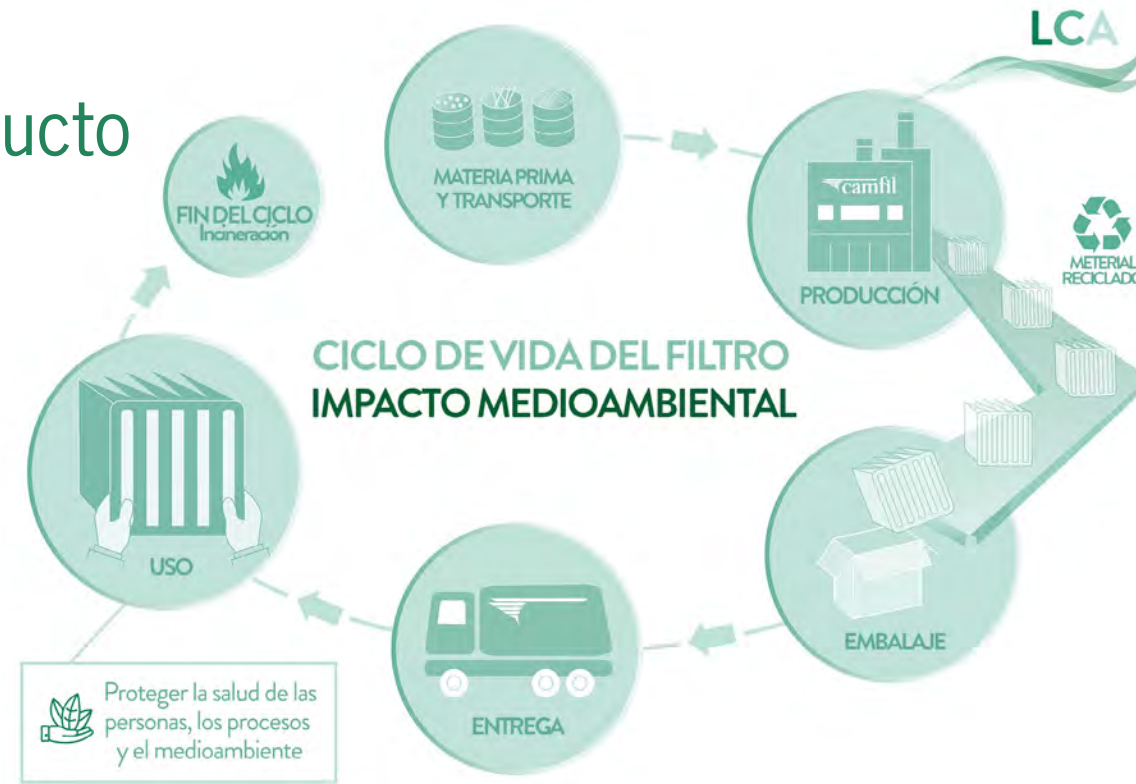 LCA
ucto
MATERIA PRIMA
Y TRANSPORTE
camfil
PRODUCCIÓN
METERIAL
RECICLADO
FIN DEL CICLO
Incineración
CICLO DE VIDA DEL FILTRO
IMPACTO MEDIOAMBIENTAL
USO
EMBALAJE
ENTREGA
Proteger la salud de las
personas, los procesos
y el medioambiente